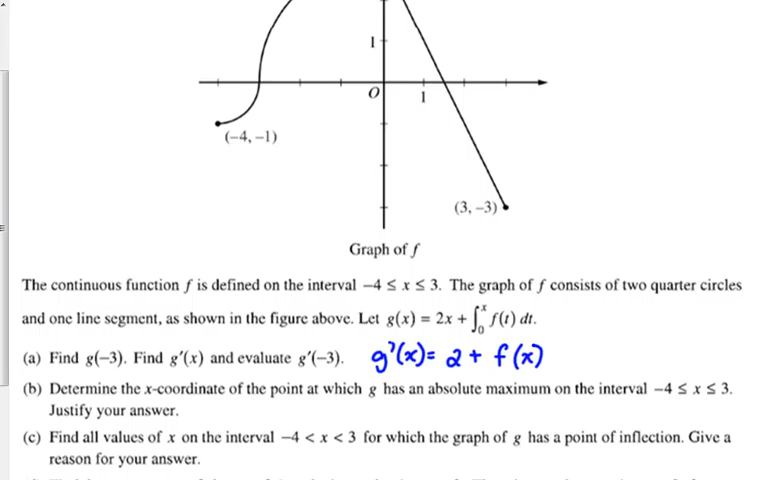 1
O
1
(−4, −1)
(3, −3)
Graph of f
The continuous function f is defined on the interval −4 ≤ x ≤ 3. The graph of f consists of two quarter circles
and one line segment, as shown in the figure above. Let g(x) = 2x + ∫₀ˣ f(t) dt.
(a) Find g(−3). Find g′(x) and evaluate g′(−3). g'(x) = 2 + f(x)
(b) Determine the x-coordinate of the point at which g has an absolute maximum on the interval −4 ≤ x ≤ 3.
Justify your answer.
(c) Find all values of x on the interval −4 < x < 3 for which the graph of g has a point of inflection. Give a
reason for your answer.